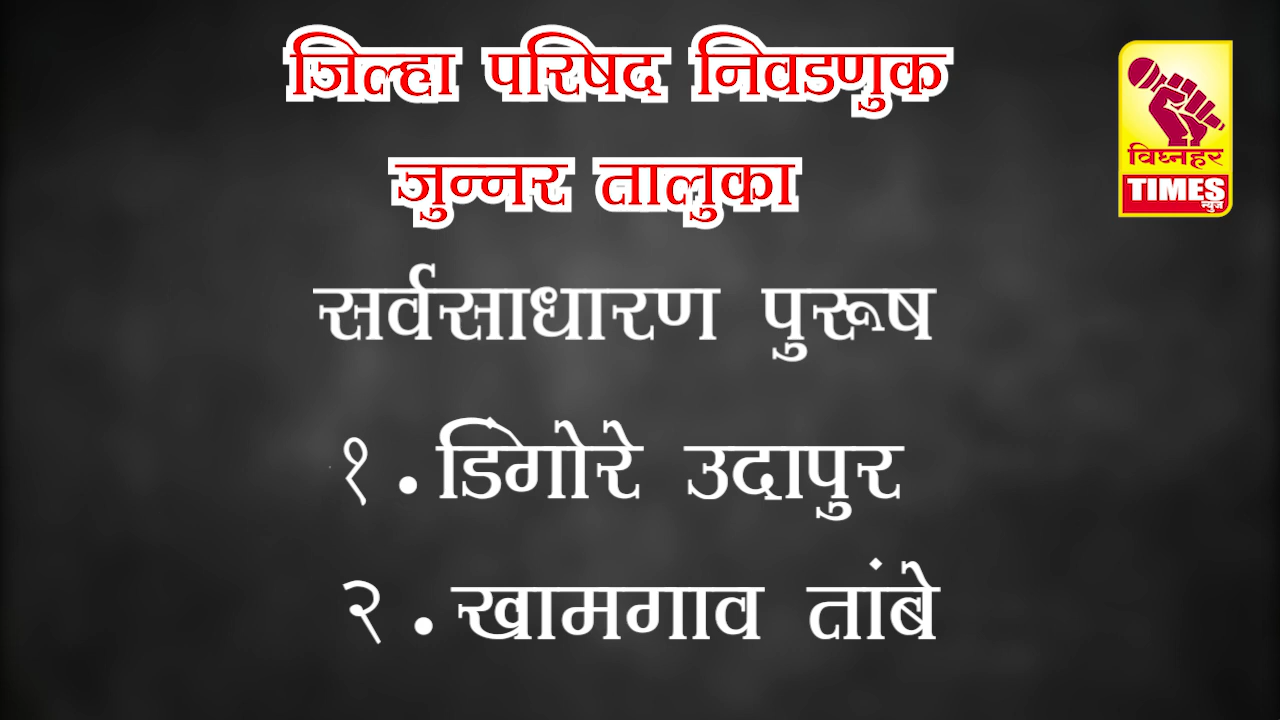 जिल्हा परिषद निवडणुक
जुन्नर तालुका
विघ्नहर
TIMES
न्युज
सर्वसाधारण पुरूष
१. डिंगोरे उदापुर
२. खामगाव तांबे